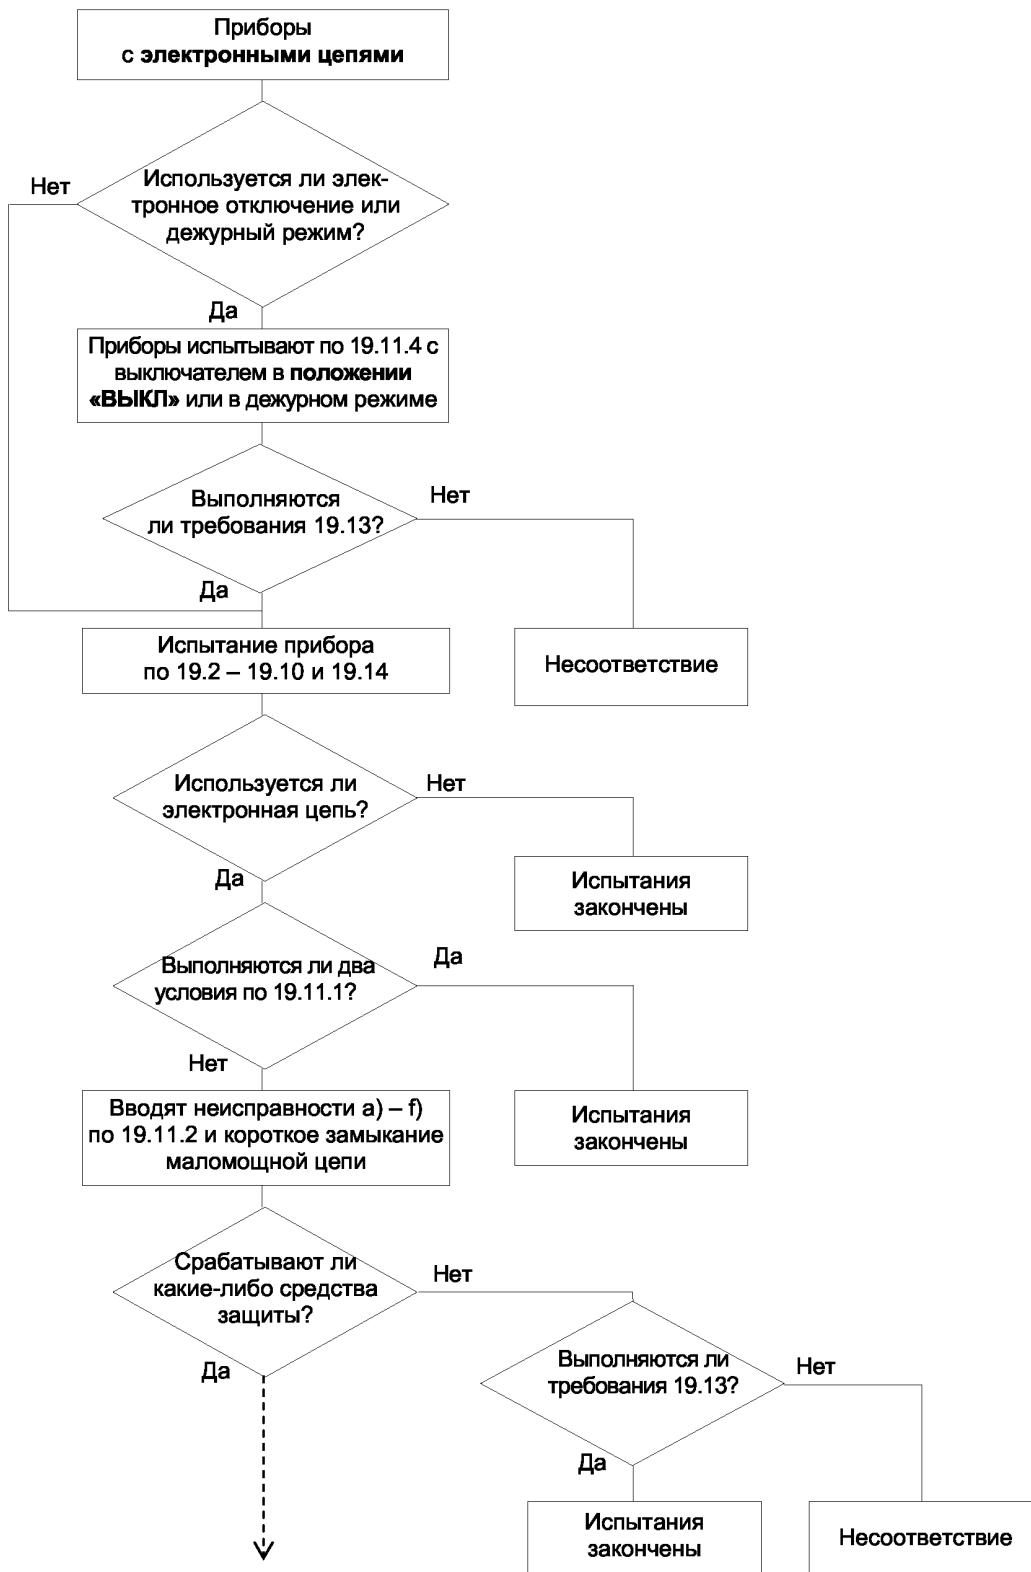 Приборы
с электронными цепями
Нет
Используется ли элек-
тронное отключение или
дежурный режим?
Да
Приборы испытывают по 19.11.4 с
выключателем в положении
«ВЫКЛ» или в дежурном режиме
Выполняются
ли требования 19.13?
Нет
Да
Испытание прибора
по 19.2 – 19.10 и 19.14
Несоответствие
Используется ли
электронная цепь?
Нет
Да
Испытания
закончены
Выполняются ли два
условия по 19.11.1?
Да
Нет
Вводят неисправности a) – f)
по 19.11.2 и короткое замыкание
маломощной цепи
Испытания
закончены
Срабатывают ли
какие-либо средства
защиты?
Нет
Да
Выполняются ли
требования 19.13?
Нет
Да
Испытания
закончены
Несоответствие